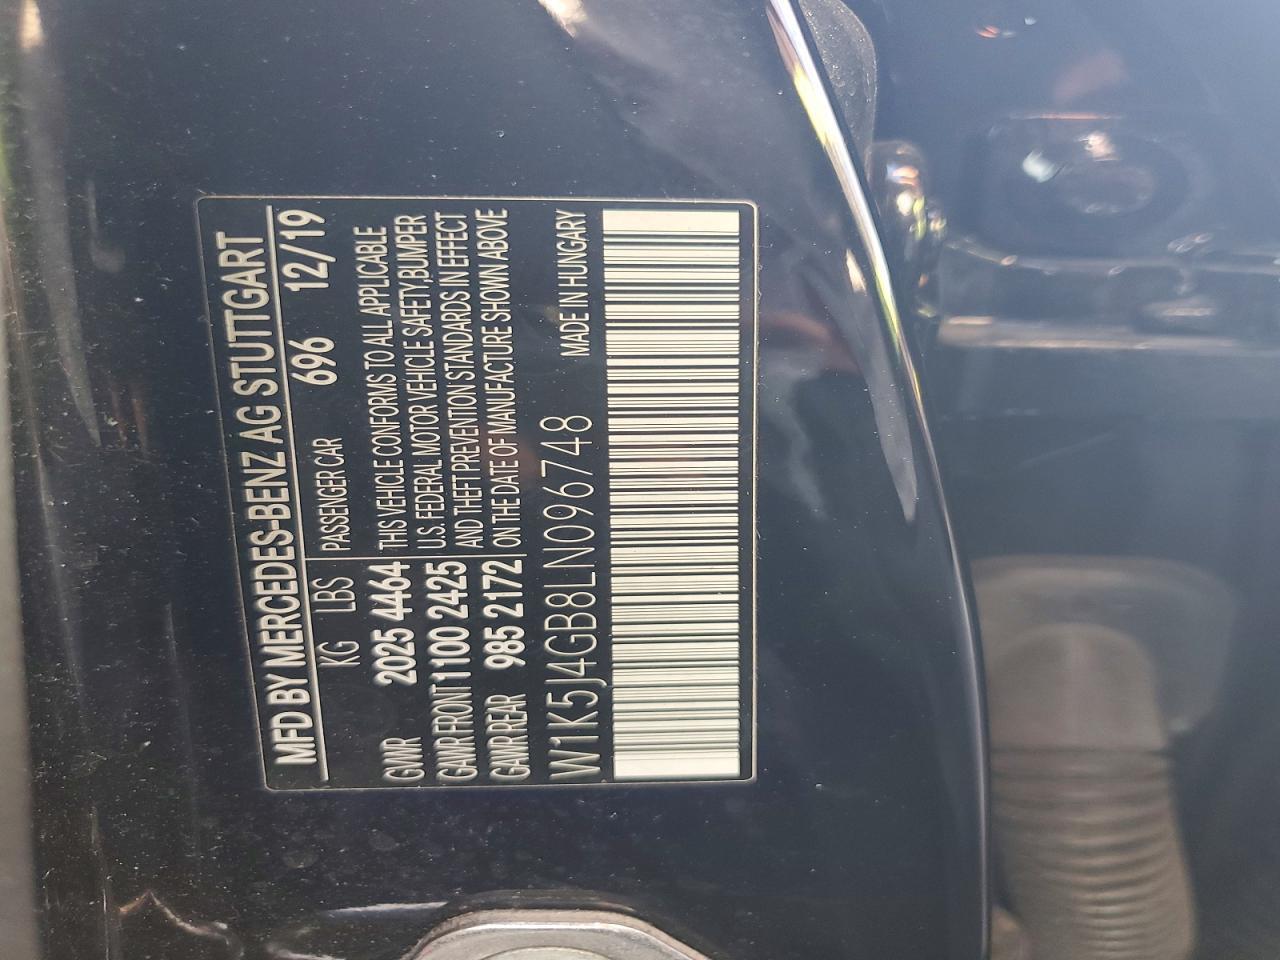 MFD BY MERCEDES-BENZ AG STUTTGART
KG LBS PASSENGER CAR 696 12/19
GVWR 2025 4464
GAWR FRONT 1100 2425
GAWR REAR 985 2172
THIS VEHICLE CONFORMS TO ALL APPLICABLE
U.S. FEDERAL MOTOR VEHICLE SAFETY,BUMPER
AND THEFT PREVENTION STANDARDS IN EFFECT
ON THE DATE OF MANUFACTURE SHOWN ABOVE
W1K5J4GB8LN096748 MADE IN HUNGARY